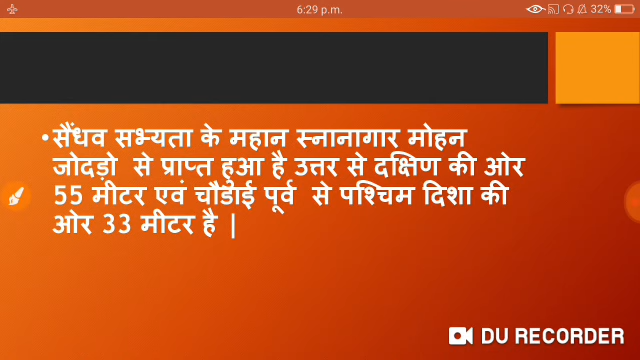 6:29 p.m.
32%
•सैंधव सभ्यता के महान स्नानागार मोहन
जोदड़ो से प्राप्त हुआ है उत्तर से दक्षिण की ओर
55 मीटर एवं चौडाई पूर्व से पश्चिम दिशा की
ओर 33 मीटर है |
DU RECORDER